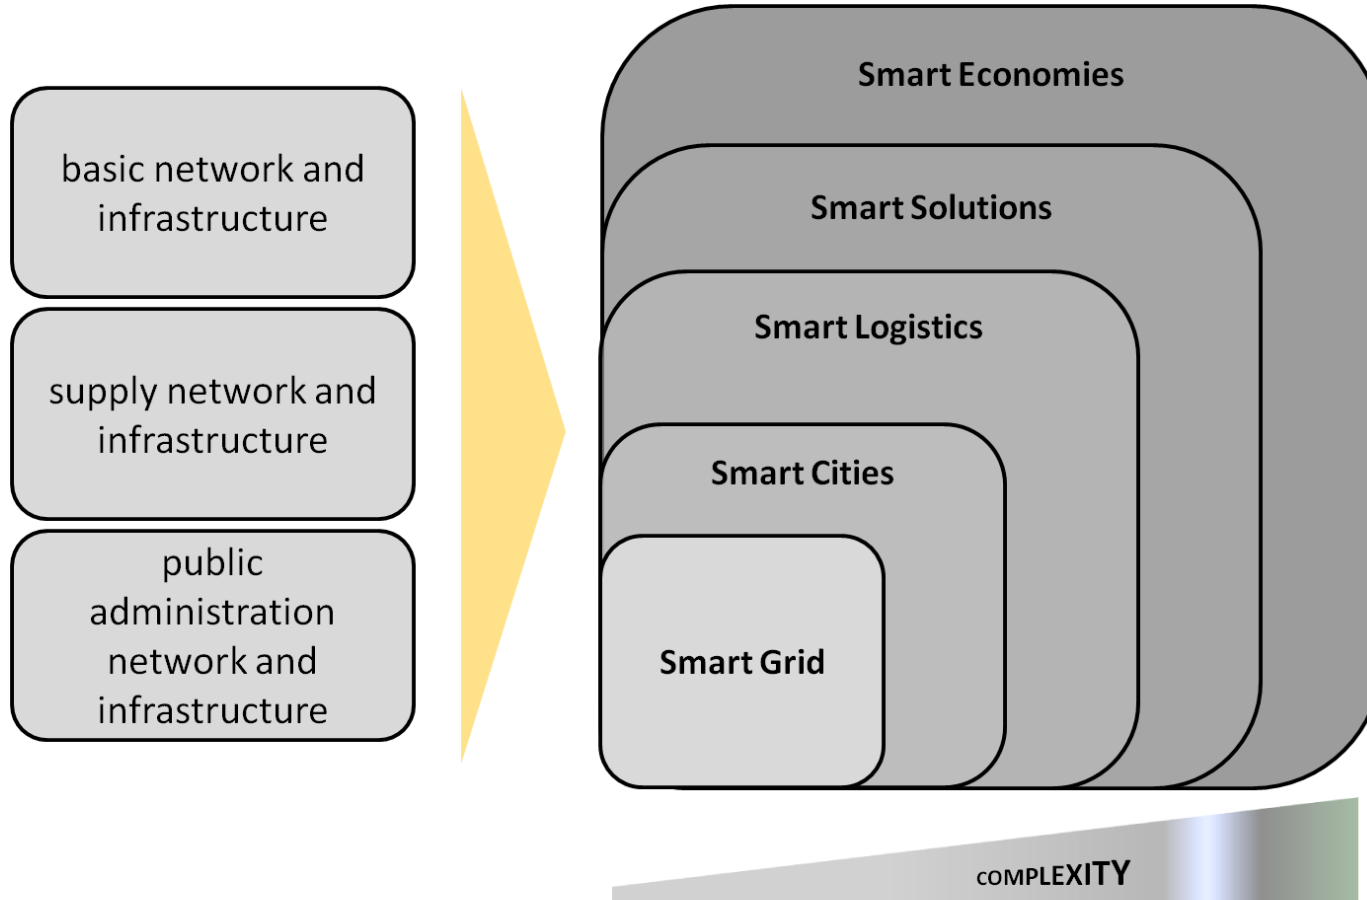 basic network and
infrastructure
supply network and
infrastructure
public
administration
network and
infrastructure
Smart Economies
Smart Solutions
Smart Logistics
Smart Cities
Smart Grid
COMPLEXITY